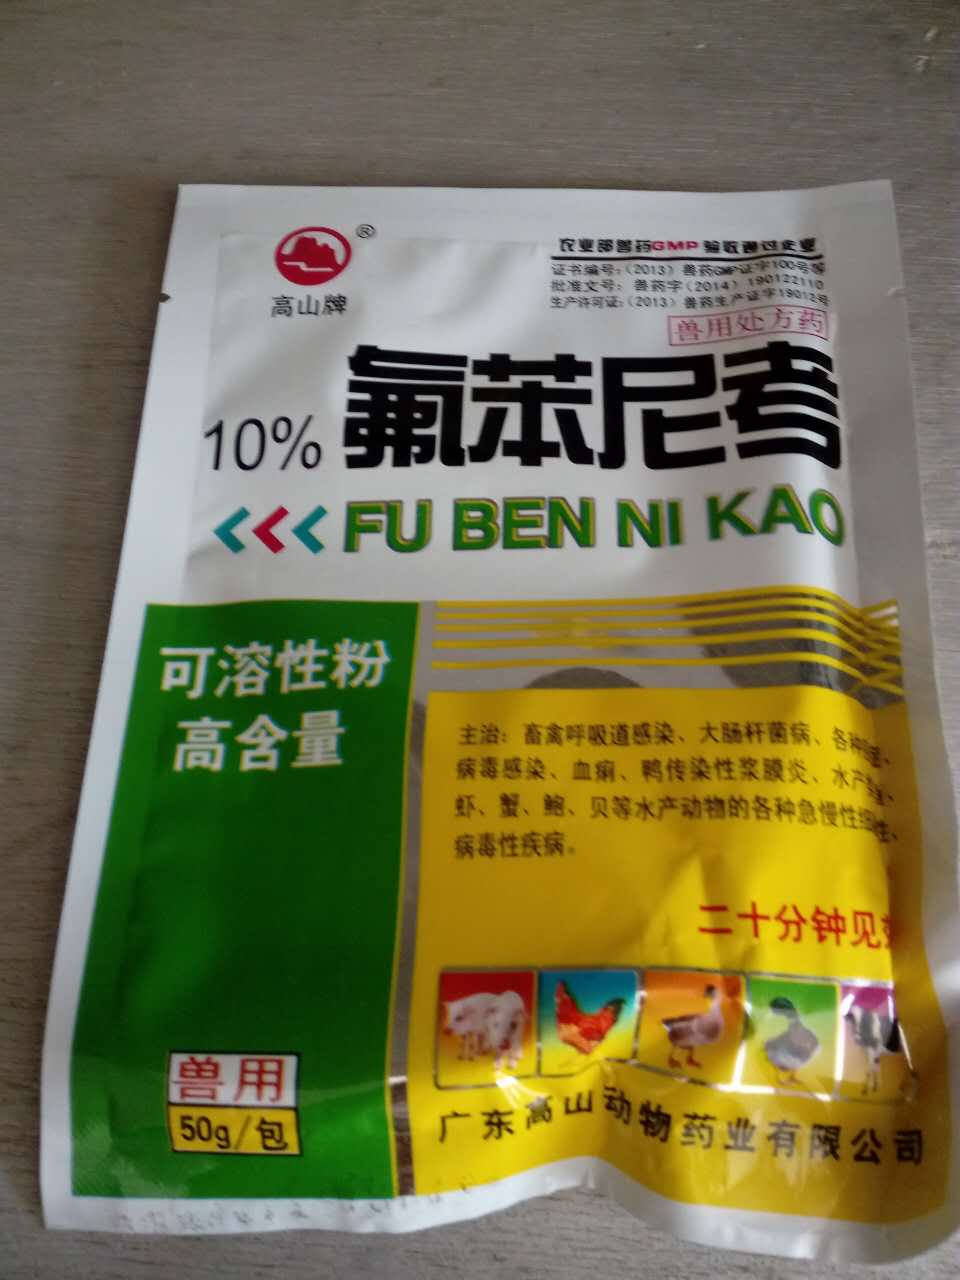 ®
高山牌
农业部兽药GMP验收通过企业
证书编号：（2013）兽药GMP证字100号等
批准文号：兽药字（2014）190122110
生产许可证：（2013）兽药生产证字19012号
兽用处方药
10% 氟苯尼考
FU BEN NI KAO
可溶性粉
高含量
主治：畜禽呼吸道感染、大肠杆菌病、各种
病毒感染、血痢、鸭传染性浆膜炎、水产
虾、蟹、鲍、贝等水产动物的各种急慢性
病毒性疾病。
二十分钟见效
兽用
50g/包
广东高山动物药业有限公司